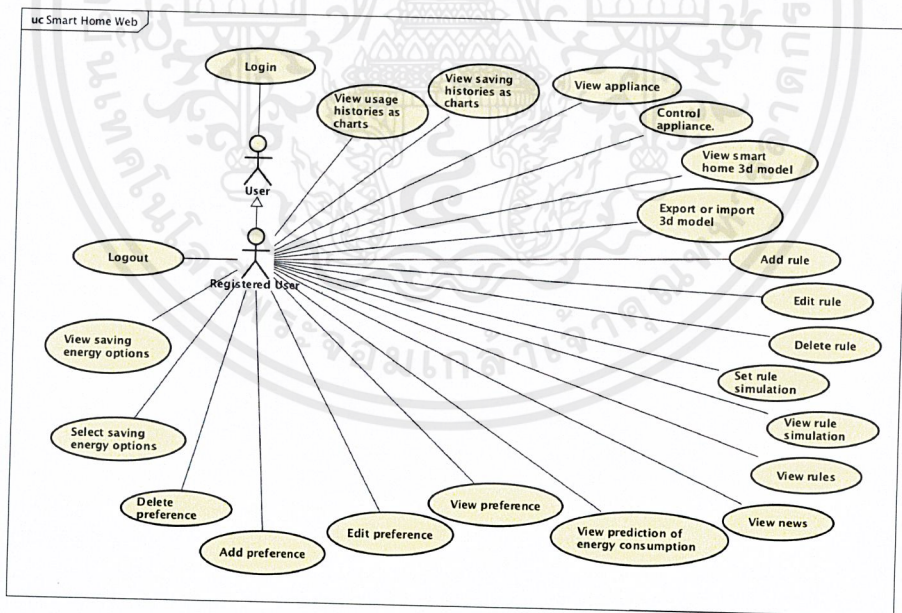 uc Smart Home Web
Login
View usage
histories as
charts
View saving
histories as
charts
View appliance
Control
appliance.
View smart
home 3d model
Export or import
3d model
User
Registered User
Logout
Add rule
Edit rule
Delete rule
Set rule
simulation
View rule
simulation
View rules
View news
View saving
energy options
Select saving
energy options
Delete
preference
Add preference
Edit preference
View preference
View prediction of
energy consumption